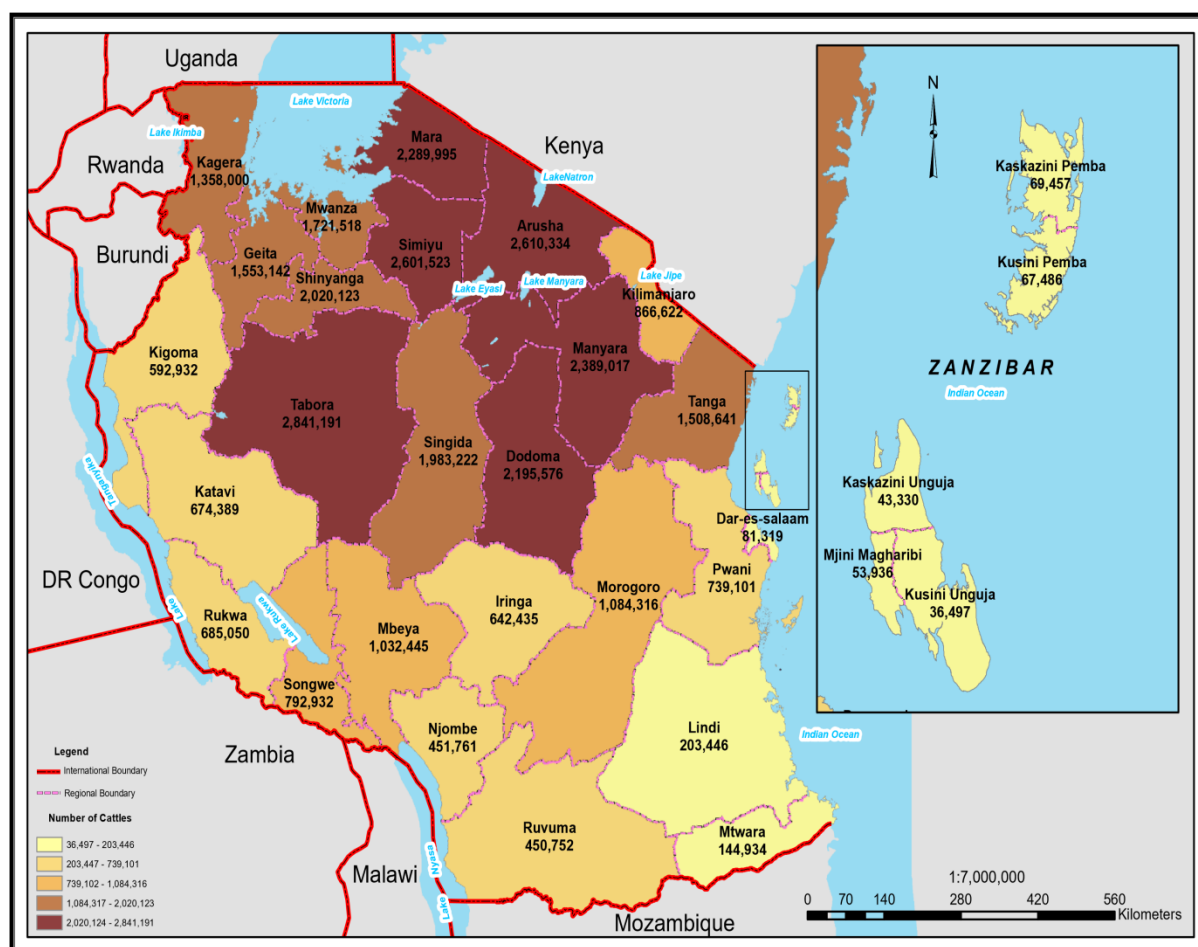 Uganda
Lake Victoria
Lake Ikimba
Mara
2,289,995
Kenya
Rwanda
Kagera
1,358,000
LakeNatron
Mwanza
1,721,518
Arusha
2,610,334
Burundi
Geita
1,553,142
Simiyu
2,601,523
Shinyanga
2,020,123
Lake Eyasi
Lake Manyara
Lake Jipe
Kilimanjaro
866,622
Kigoma
592,932
Manyara
2,389,017
Tabora
2,841,191
Tanga
1,508,641
Singida
1,983,222
Dodoma
2,195,576
Katavi
674,389
Lake Tanganyika
Dar-es-salaam
81,319
Pwani
739,101
DR Congo
Rukwa
685,050
Lake Rukwa
Mbeya
1,032,445
Iringa
642,435
Morogoro
1,084,316
Songwe
792,932
Njombe
451,761
Lindi
203,446
Indian Ocean
Zambia
Ruvuma
450,752
Mtwara
144,934
Malawi
Lake Nyasa
Mozambique
N
Kaskazini Pemba
69,457
Kusini Pemba
67,486
ZANZIBAR
Indian Ocean
Kaskazini Unguja
43,330
Mjini Magharibi
53,936
Kusini Unguja
36,497
Legend
International Boundary
Regional Boundary
Number of Cattles
36,497 - 203,446
203,447 - 739,101
739,102 - 1,084,316
1,084,317 - 2,020,123
2,020,124 - 2,841,191
1:7,000,000
0 70 140 280 420 560
Kilometers